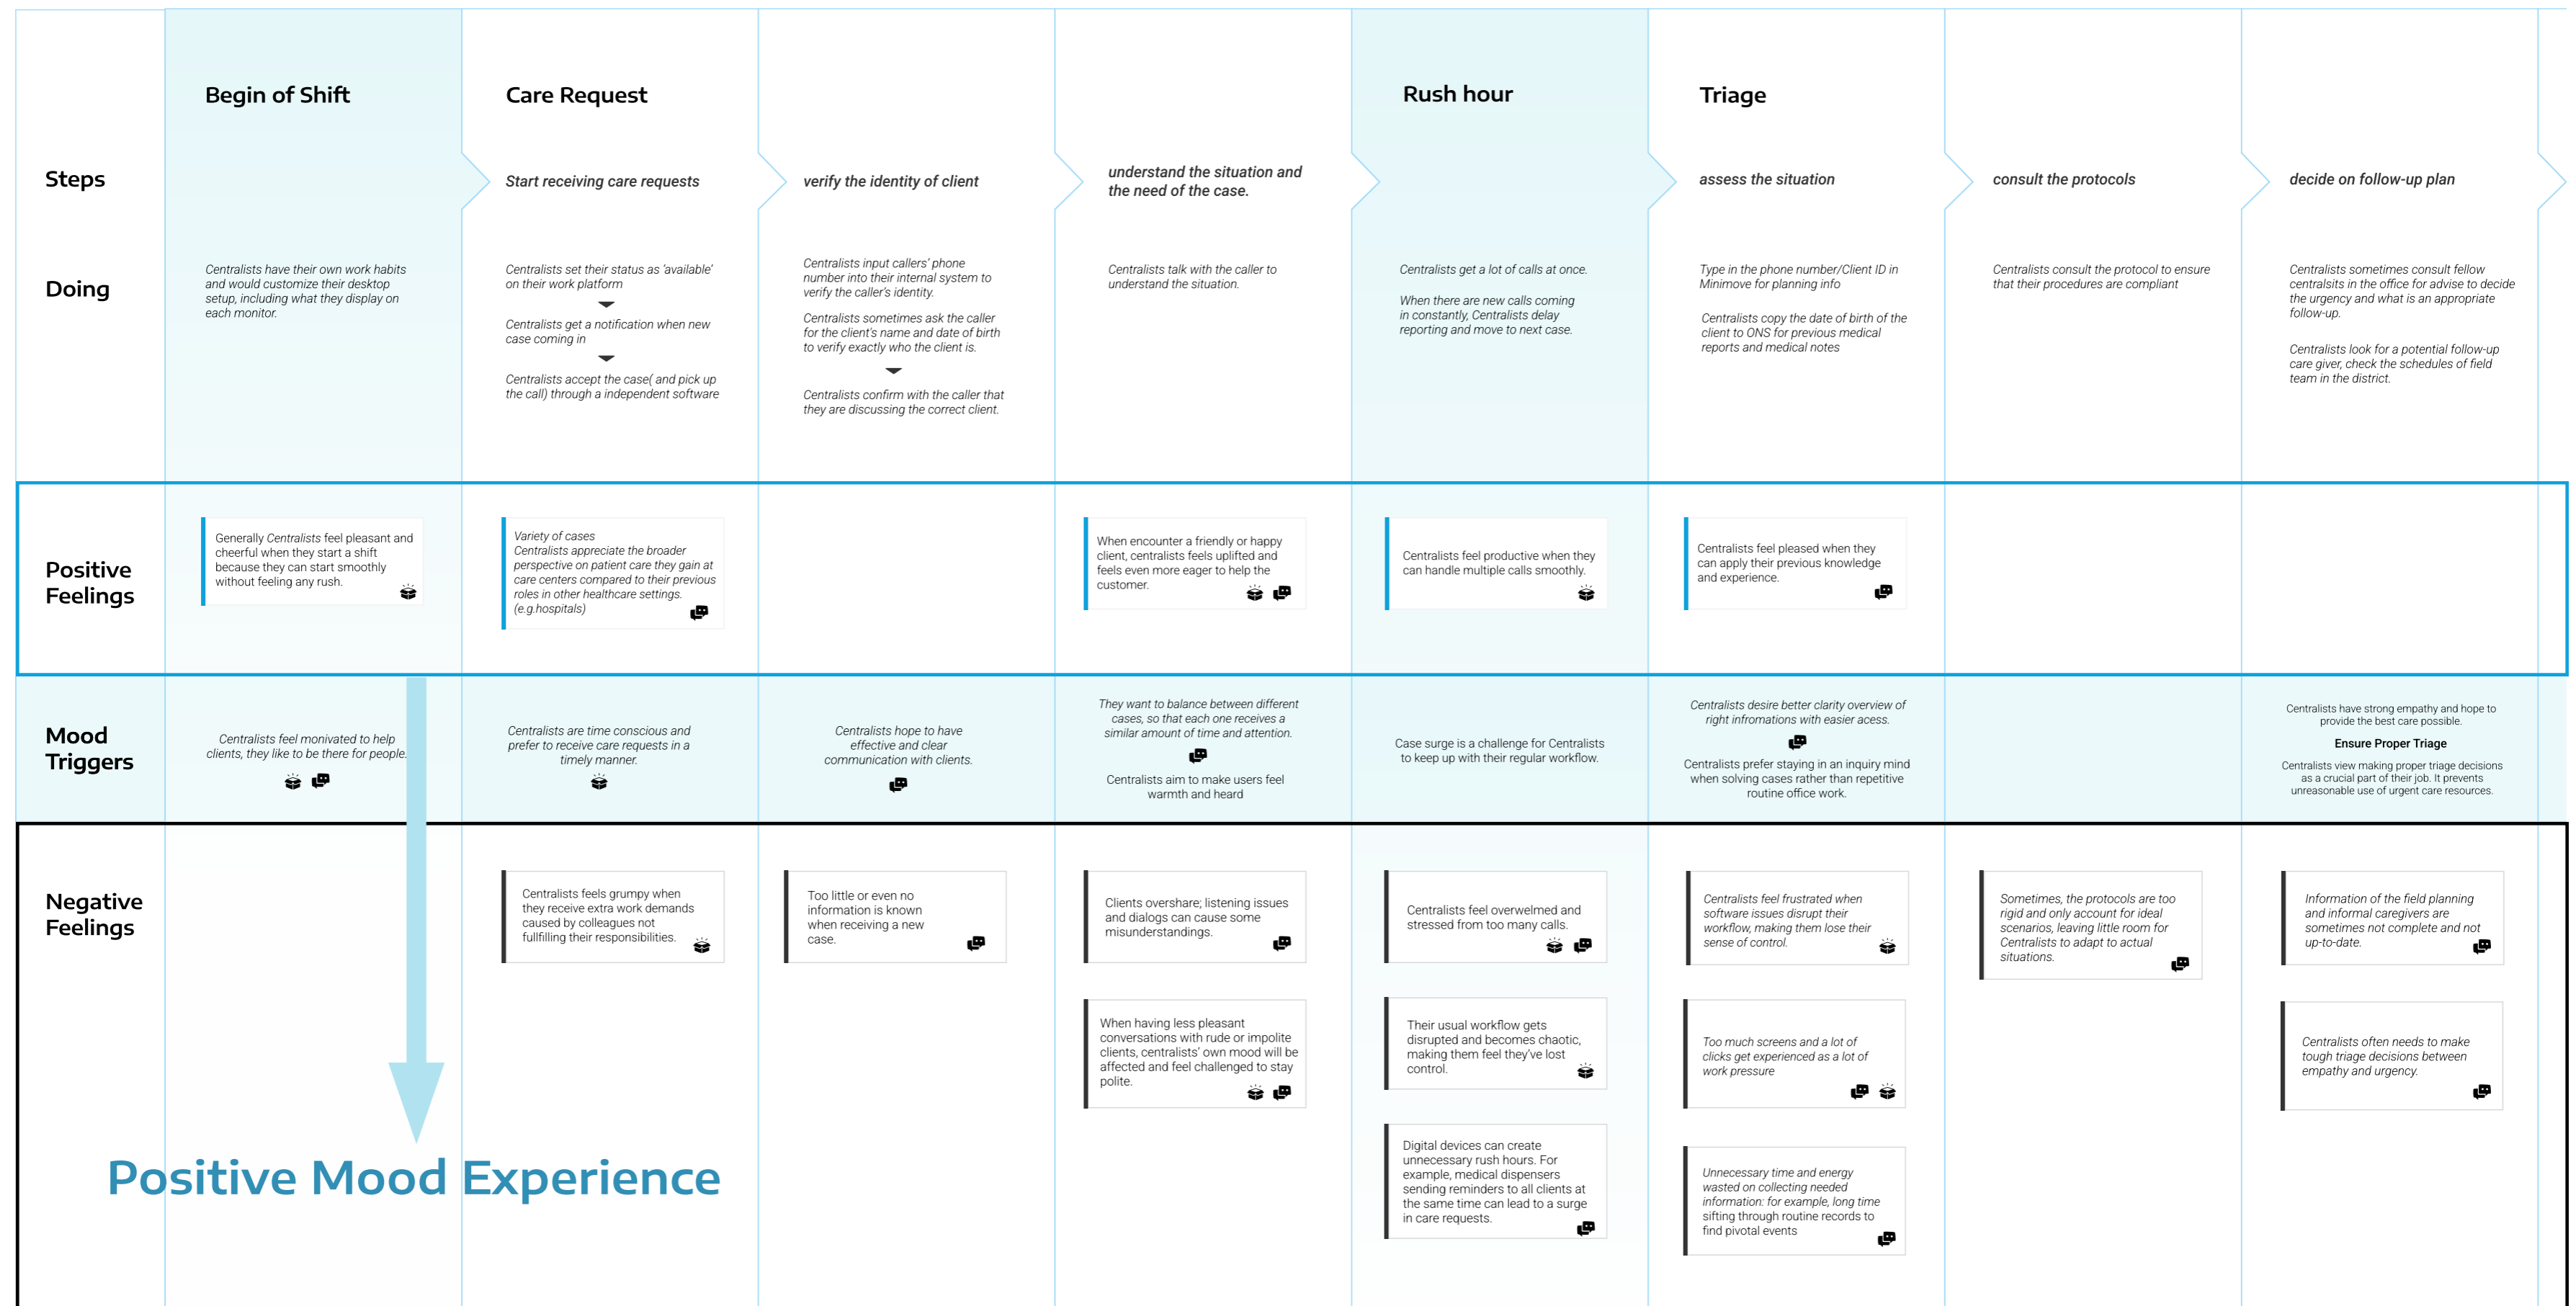 Begin of Shift
Care Request
Rush hour
Triage
Steps
Start receiving care requests
verify the identity of client
understand the situation and
the need of the case.
assess the situation
consult the protocols
decide on follow-up plan
Doing
Centralists have their own work habits
and would customize their desktop
setup, including what they display on
each monitor.
Centralists set their status as 'available'
on their work platform
Centralists get a notification when new
case coming in
Centralists accept the case( and pick up
the call) through a independent software
Centralists input callers' phone
number into their internal system to
verify the caller's identity.
Centralists sometimes ask the caller
for the client's name and date of birth
to verify exactly who the client is.
Centralists confirm with the caller that
they are discussing the correct client.
Centralists talk with the caller to
understand the situation.
Centralists get a lot of calls at once.
When there are new calls coming
in constantly, Centralists delay
reporting and move to next case.
Type in the phone number/Client ID in
Minimove for planning info
Centralists copy the date of birth of the
client to ONS for previous medical
reports and medical notes
Centralists consult the protocol to ensure
that their procedures are compliant
Centralists sometimes consult fellow
centralsits in the office for advise to decide
the urgency and what is an appropriate
follow-up.
Centralists look for a potential follow-up
care giver, check the schedules of field
team in the district.
Positive
Feelings
Generally Centralists feel pleasant and
cheerful when they start a shift
because they can start smoothly
without feeling any rush.
Variety of cases
Centralists appreciate the broader
perspective on patient care they gain at
care centers compared to their previous
roles in other healthcare settings.
(e.g.hospitals)
When encounter a friendly or happy
client, centralists feels uplifted and
feels even more eager to help the
customer.
Centralists feel productive when they
can handle multiple calls smoothly.
Centralists feel pleased when they
can apply their previous knowledge
and experience.
Mood
Triggers
Centralists feel monivated to help
clients, they like to be there for people.
Centralists are time conscious and
prefer to receive care requests in a
timely manner.
Centralists hope to have
effective and clear
communication with clients.
They want to balance between different
cases, so that each one receives a
similar amount of time and attention.
Centralists aim to make users feel
warmth and heard
Case surge is a challenge for Centralists
to keep up with their regular workflow.
Centralists desire better clarity overview of
right infromations with easier acess.
Centralists prefer staying in an inquiry mind
when solving cases rather than repetitive
routine office work.
Centralists have strong empathy and hope to
provide the best care possible.
Ensure Proper Triage
Centralists view making proper triage decisions
as a crucial part of their job. It prevents
unreasonable use of urgent care resources.
Negative
Feelings
Centralists feels grumpy when
they receive extra work demands
caused by colleagues not
fullfilling their responsibilities.
Too little or even no
information is known
when receiving a new
case.
Clients overshare; listening issues
and dialogs can cause some
misunderstandings.
When having less pleasant
conversations with rude or impolite
clients, centralists' own mood will be
affected and feel challenged to stay
polite.
Centralists feel overwelmed and
stressed from too many calls.
Their usual workflow gets
disrupted and becomes chaotic,
making them feel they've lost
control.
Digital devices can create
unnecessary rush hours. For
example, medical dispensers
sending reminders to all clients at
the same time can lead to a surge
in care requests.
Centralists feel frustrated when
software issues disrupt their
workflow, making them lose their
sense of control.
Too much screens and a lot of
clicks get experienced as a lot of
work pressure
Unnecessary time and energy
wasted on collecting needed
information: for example, long time
sifting through routine records to
find pivotal events
Sometimes, the protocols are too
rigid and only account for ideal
scenarios, leaving little room for
Centralists to adapt to actual
situations.
Information of the field planning
and informal caregivers are
sometimes not complete and not
up-to-date.
Centralists often needs to make
tough triage decisions between
empathy and urgency.
Positive Mood Experience